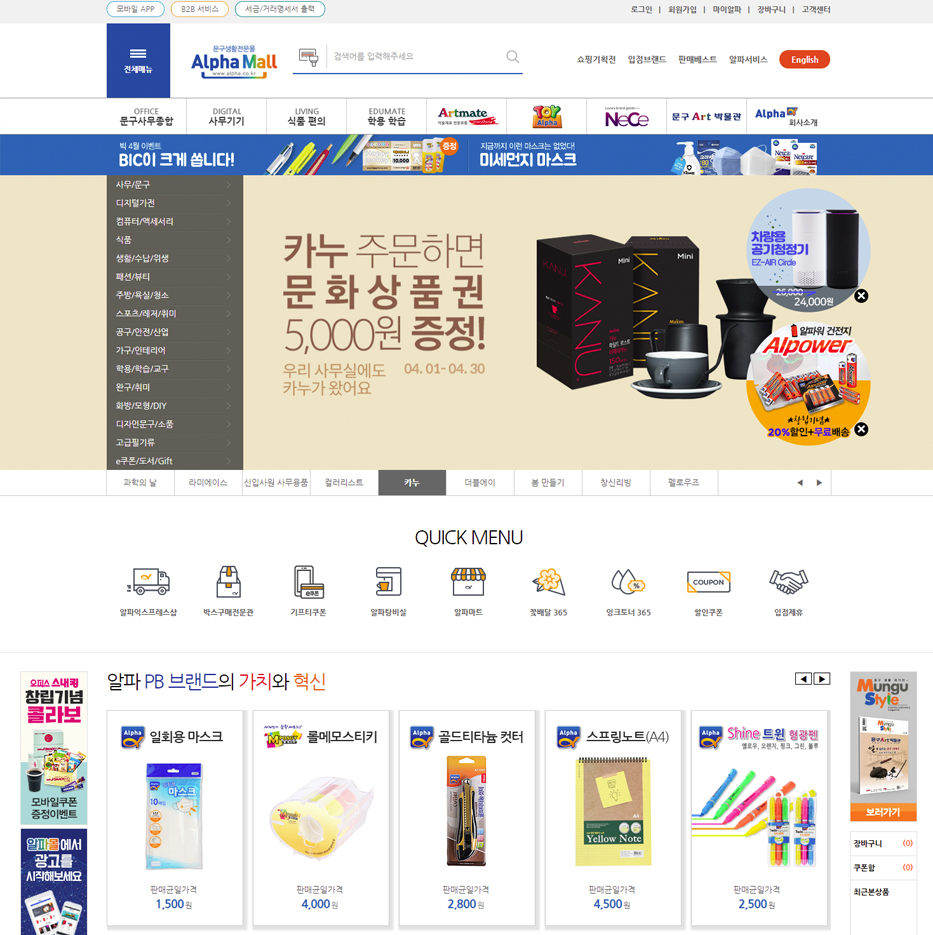 모바일 APP
B2B 서비스
세금/거래명세서 출력
로그인 | 회원가입 | 마이알파 | 장바구니 | 고객센터
전체메뉴
문구생활전문몰
Alpha Mall
www.alpha.co.kr
검색어를 입력해주세요
쇼핑기획전
입점브랜드
판매베스트
알파서비스
English
OFFICE
문구사무종합
DIGITAL
사무기기
LIVING
식품 편의
EDUMATE
학용 학습
Artmate
TOY
Alpha
NeCe
문구 Art 박물관
Alpha
회사소개
빅 4월 이벤트
BIC이 크게 쏩니다!
증정
지금까지 이런 마스크는 없었다!
미세먼지 마스크
사무/문구
디지털가전
컴퓨터/액세서리
식품
생활/수납/위생
패션/뷰티
주방/욕실/청소
스포츠/레저/취미
공구/안전/산업
가구/인테리어
학용/학습/교구
완구/취미
화방/모형/DIY
디자인문구/소품
고급필기류
e쿠폰/도서/Gift
카누 주문하면
문화상품권
5,000원 증정!
우리 사무실에도
카누가 왔어요
04. 01- 04. 30
KANU
Mini
KANU
Mini
차량용
공기청정기
EZ-AIR Circle
26,000
24,000원
알파워 건전지
Alpower
창립기념
20%할인+무료배송
과학의 날
라미에이스
신입사원 사무용품
컬러리스트
카누
더블에이
봄 만들기
창신리빙
펠로우즈
QUICK MENU
알파익스프레스샵
박스구매전문관
기프티쿠폰
알파탕비실
알파마트
꽃배달 365
잉크토너 365
할인쿠폰
입점제휴
e쿠폰
COUPON
오피스 스내킹
창립기념
콜라보
모바일쿠폰
증정이벤트
알파몰에서
광고를
시작해보세요
알파 PB 브랜드의 가치와 혁신
Alpha
일회용 마스크
마스크
판매균일가격
1,500 원
롤메모스티키
판매균일가격
4,000 원
Alpha
골드티타늄 컷터
판매균일가격
2,800 원
Alpha
스프링노트(A4)
A4
Yellow Note
판매균일가격
4,500 원
Alpha
Shine 트윈 형광펜
옐로우, 오렌지, 핑크, 그린, 블루
판매균일가격
2,500 원
Mungu
Style
보러가기
장바구니 (0)
쿠폰함 (0)
최근본상품